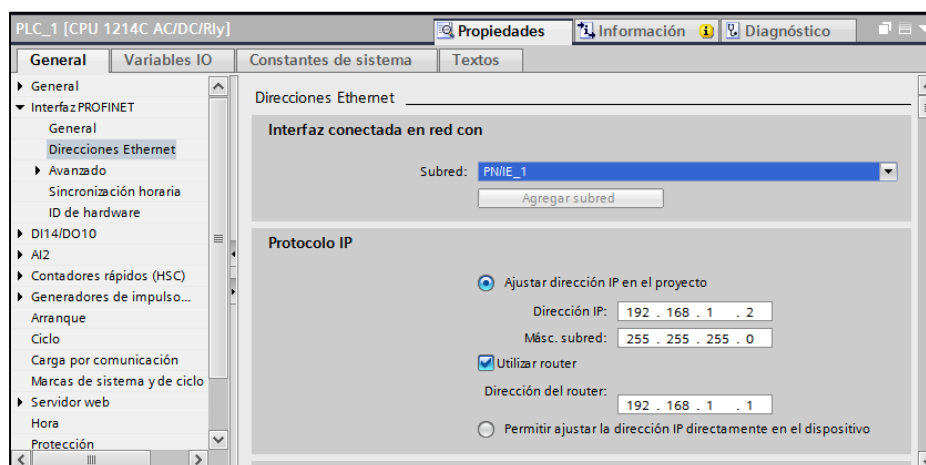 PLC_1 [CPU 1214C AC/DC/Rly]
Propiedades
Información
Diagnóstico
General
Variables IO
Constantes de sistema
Textos
General
Interfaz PROFINET
General
Direcciones Ethernet
Avanzado
Sincronización horaria
ID de hardware
DI14/DO10
AI2
Contadores rápidos (HSC)
Generadores de impulso...
Arranque
Ciclo
Carga por comunicación
Marcas de sistema y de ciclo
Servidor web
Hora
Protección
Direcciones Ethernet
Interfaz conectada en red con
Subred: PN/IE_1
Agregar subred
Protocolo IP
Ajustar dirección IP en el proyecto
Dirección IP: 192 . 168 . 1 . 2
Másc. subred: 255 . 255 . 255 . 0
Utilizar router
Dirección del router: 192 . 168 . 1 . 1
Permitir ajustar la dirección IP directamente en el dispositivo